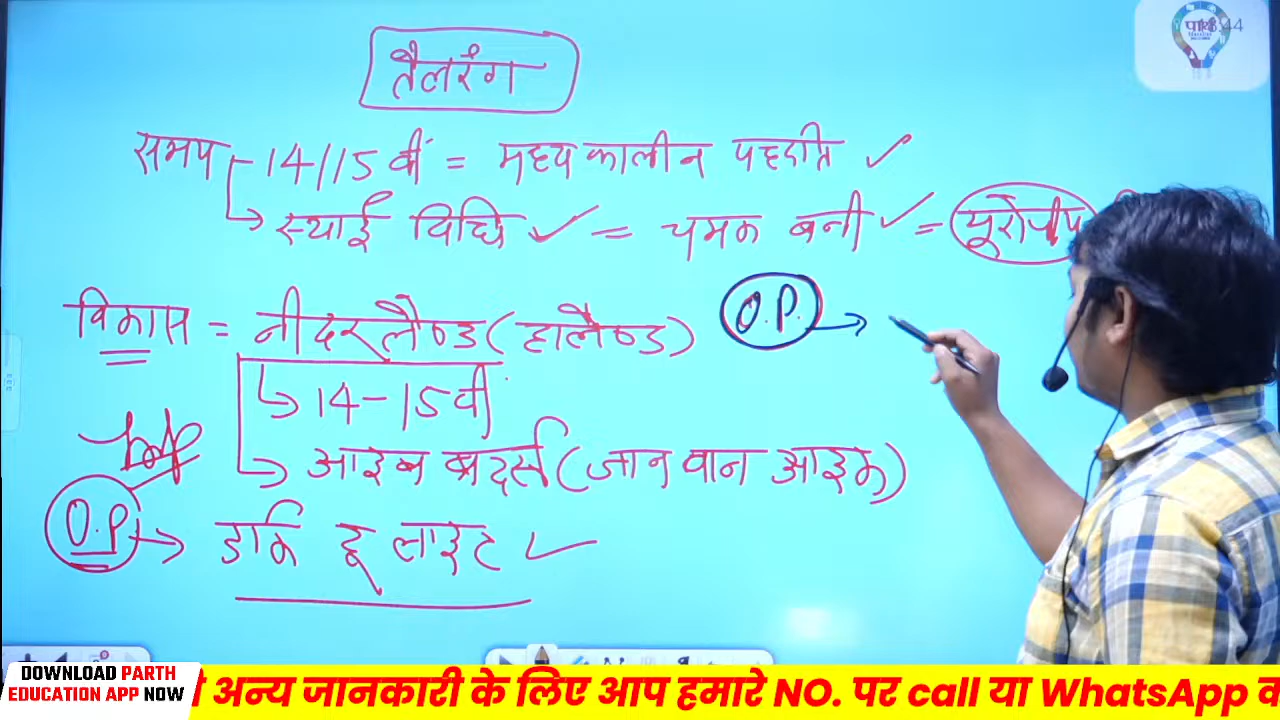 तैलरंग
समय - 14/15 वीं = मध्य कालीन पद्धति ✓
स्थाई विधि ✓ = चमक बनी ✓ = यूरोपीय
विकास = नीदरलैण्ड (हालैण्ड)
O.P. →
14-15 वीं
आइक ब्रदर्स (जान वान आइक)
O.P → डार्क टू लाइट ✓
पार्थ
44
DOWNLOAD PARTH
EDUCATION APP NOW
अन्य जानकारी के लिए आप हमारे NO. पर call या WhatsApp क